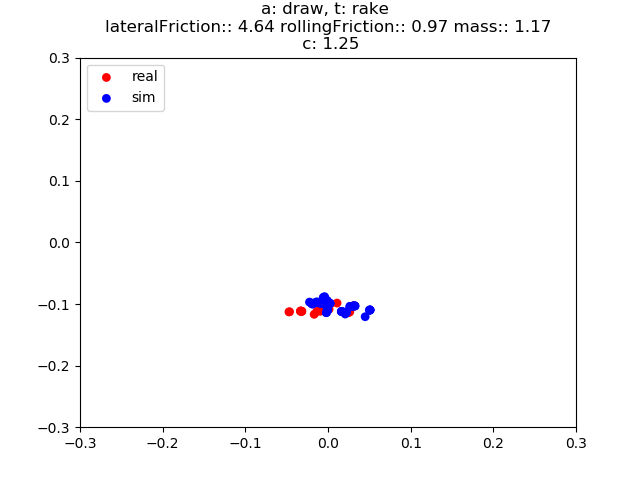 a: draw, t: rake
lateralFriction:: 4.64 rollingFriction:: 0.97 mass:: 1.17
c: 1.25
real
sim
0.3
0.2
0.1
0.0
−0.1
−0.2
−0.3
−0.3 −0.2 −0.1 0.0 0.1 0.2 0.3